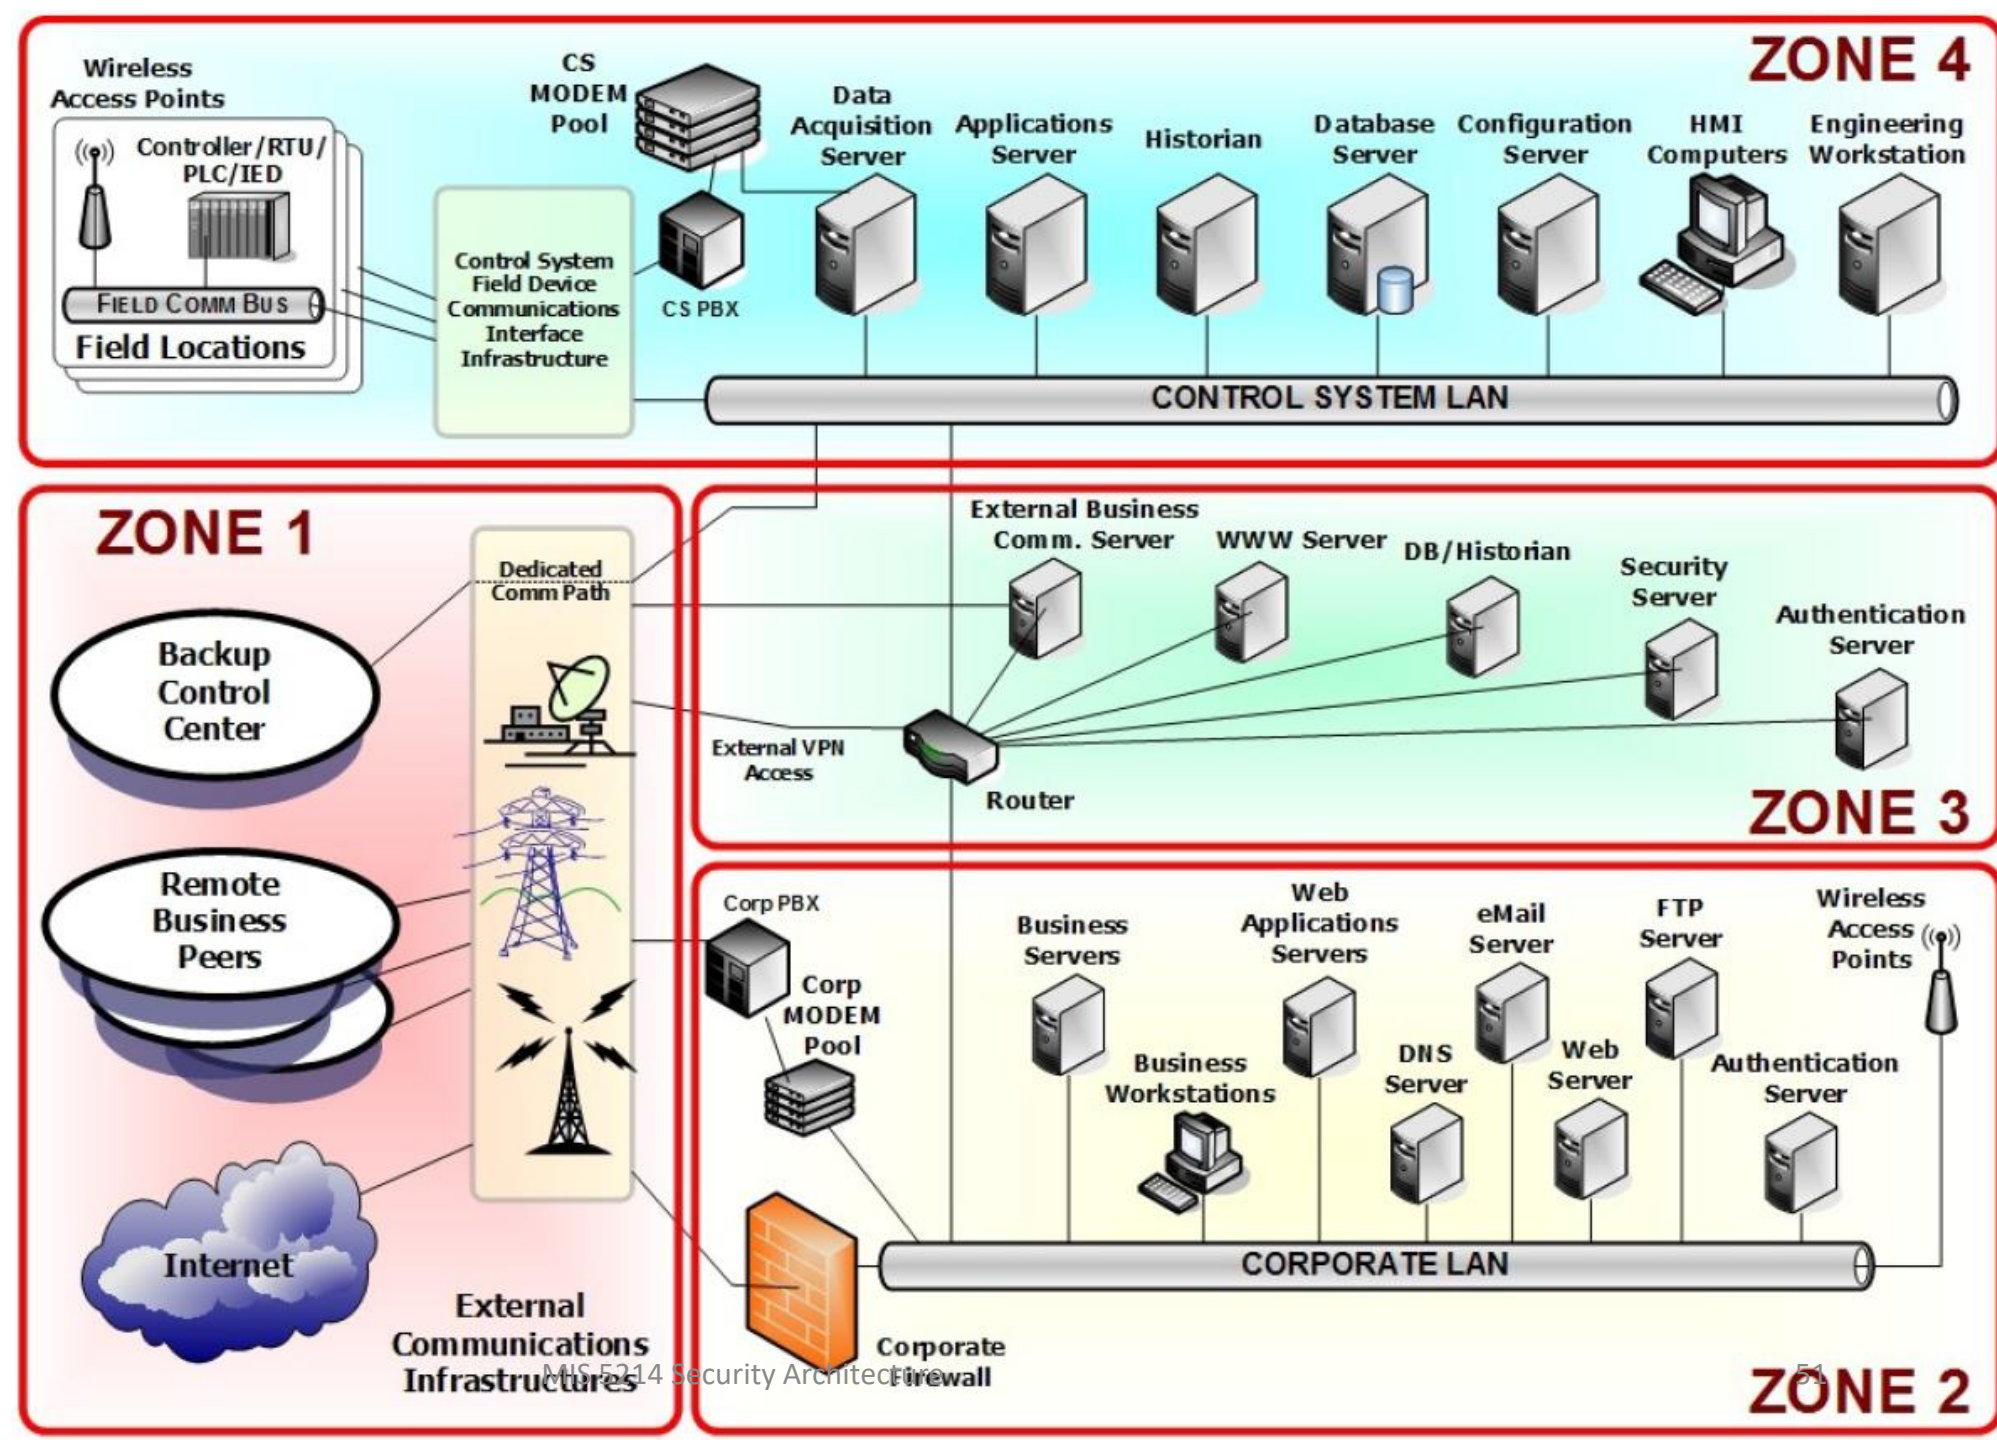 ZONE 4
Wireless
Access Points
Controller/RTU/
PLC/IED
FIELD COMM BUS
Field Locations
Control System
Field Device
Communications
Interface
Infrastructure
CS
MODEM
Pool
CS PBX
Data
Acquisition
Server
Applications
Server
Historian
Database
Server
Configuration
Server
HMI
Computers
Engineering
Workstation
CONTROL SYSTEM LAN
ZONE 1
Dedicated
Comm Path
Backup
Control
Center
Remote
Business
Peers
Internet
External
Communications
Infrastructures
External Business
Comm. Server
WWW Server
DB/Historian
Security
Server
Authentication
Server
External VPN
Access
Router
ZONE 3
Corp PBX
Corp
MODEM
Pool
Business
Servers
Business
Workstations
Web
Applications
Servers
DNS
Server
eMail
Server
Web
Server
FTP
Server
Authentication
Server
Wireless
Access
Points
CORPORATE LAN
Corporate
Firewall
ZONE 2
MIS 5214 Security Architecture
51